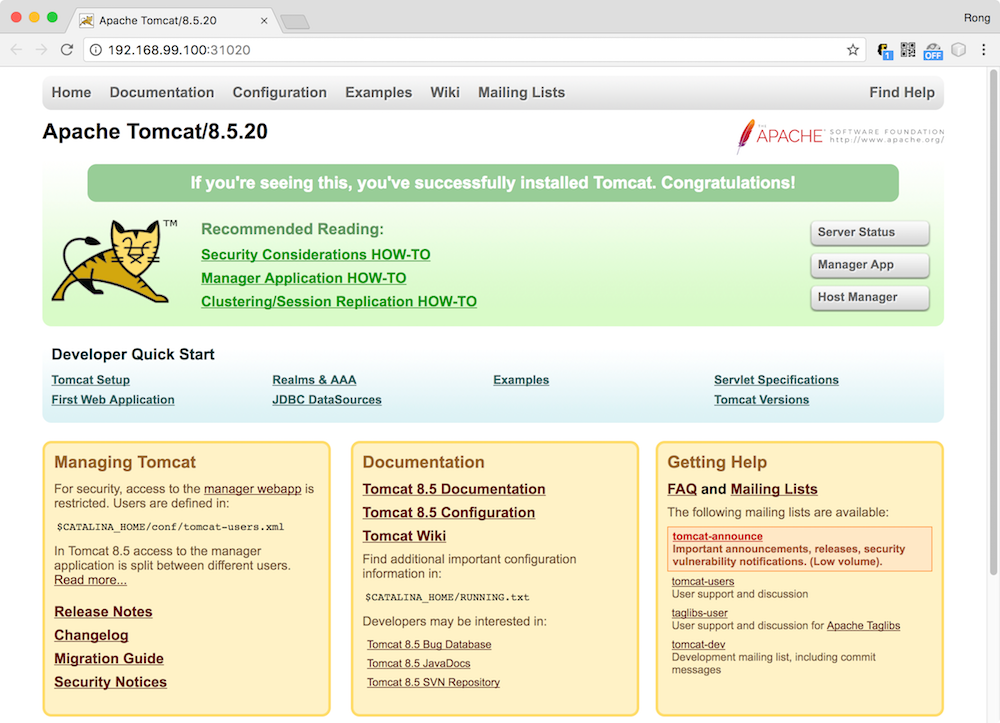 Apache Tomcat/8.5.20
Rong
192.168.99.100:31020
1
OFF
Home Documentation Configuration Examples Wiki Mailing Lists Find Help
Apache Tomcat/8.5.20
THE
APACHE
SOFTWARE FOUNDATION
http://www.apache.org/
If you're seeing this, you've successfully installed Tomcat. Congratulations!
TM
Recommended Reading:
Security Considerations HOW-TO
Manager Application HOW-TO
Clustering/Session Replication HOW-TO
Server Status
Manager App
Host Manager
Developer Quick Start
Tomcat Setup
First Web Application
Realms & AAA
JDBC DataSources
Examples
Servlet Specifications
Tomcat Versions
Managing Tomcat
For security, access to the manager webapp is
restricted. Users are defined in:
$CATALINA_HOME/conf/tomcat-users.xml
In Tomcat 8.5 access to the manager
application is split between different users.
Read more...
Release Notes
Changelog
Migration Guide
Security Notices
Documentation
Tomcat 8.5 Documentation
Tomcat 8.5 Configuration
Tomcat Wiki
Find additional important configuration
information in:
$CATALINA_HOME/RUNNING.txt
Developers may be interested in:
Tomcat 8.5 Bug Database
Tomcat 8.5 JavaDocs
Tomcat 8.5 SVN Repository
Getting Help
FAQ and Mailing Lists
The following mailing lists are available:
tomcat-announce
Important announcements, releases, security
vulnerability notifications. (Low volume).
tomcat-users
User support and discussion
taglibs-user
User support and discussion for Apache Taglibs
tomcat-dev
Development mailing list, including commit
messages